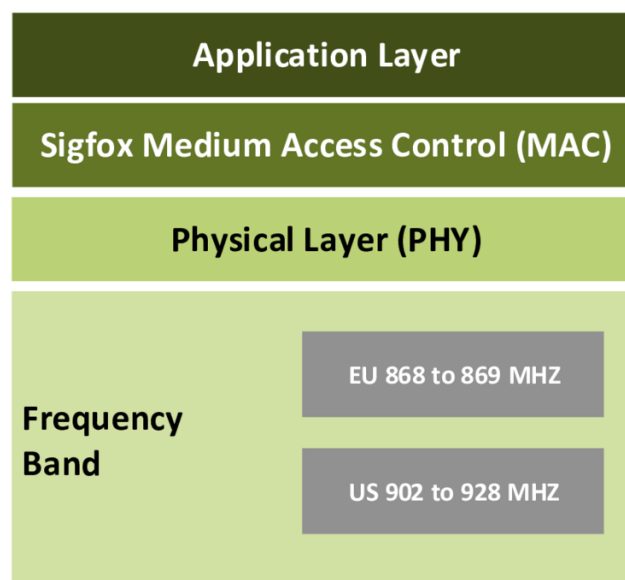 Application Layer
Sigfox Medium Access Control (MAC)
Physical Layer (PHY)
Frequency
Band
EU 868 to 869 MHZ
US 902 to 928 MHZ